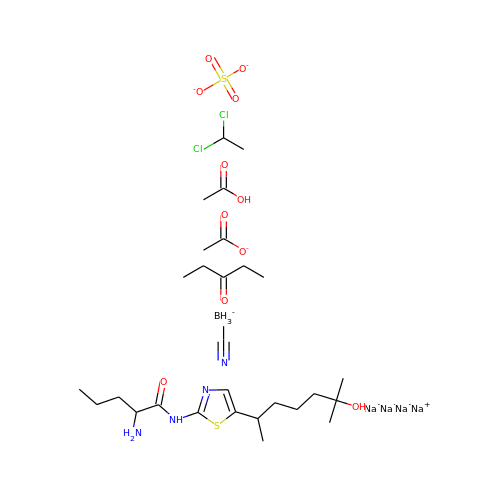 O O⁻
S
⁻O O
Cl
Cl
O
OH
O
O⁻
O
BH₃⁻
N
O N
OH Na⁺Na⁺Na⁺Na⁺
NH
H₂N S